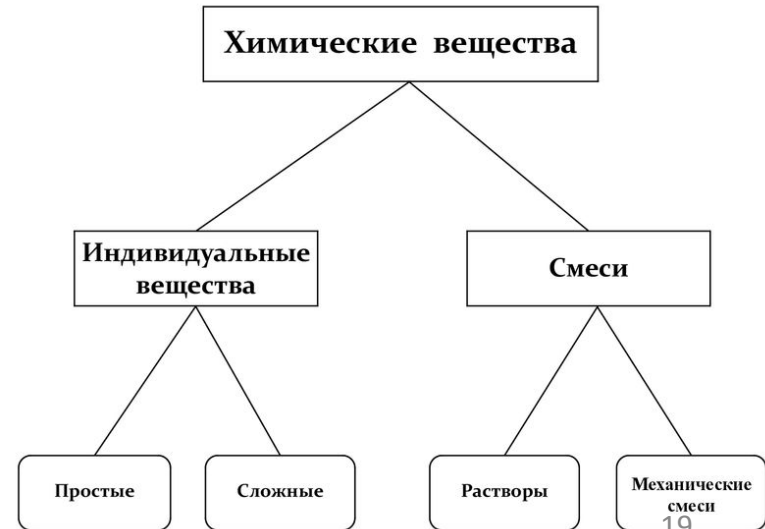 Химические вещества
Индивидуальные
вещества
Смеси
Простые
Сложные
Растворы
Механические
смеси
19